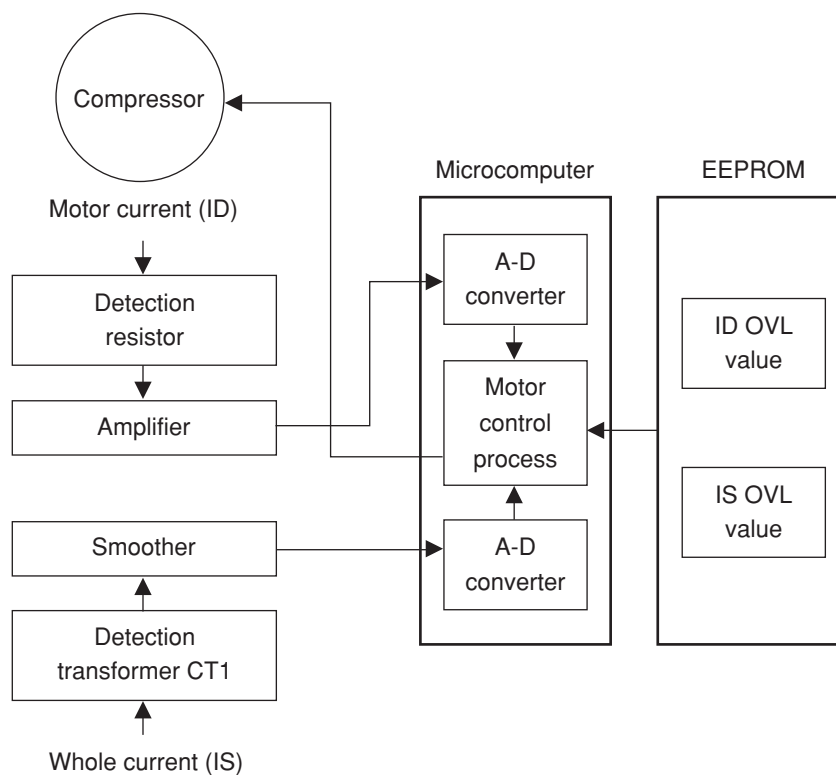 Compressor
Motor current (ID)
Detection
resistor
Amplifier
Smoother
Detection
transformer CT1
Whole current (IS)
Microcomputer
A-D
converter
Motor
control
process
A-D
converter
EEPROM
ID OVL
value
IS OVL
value